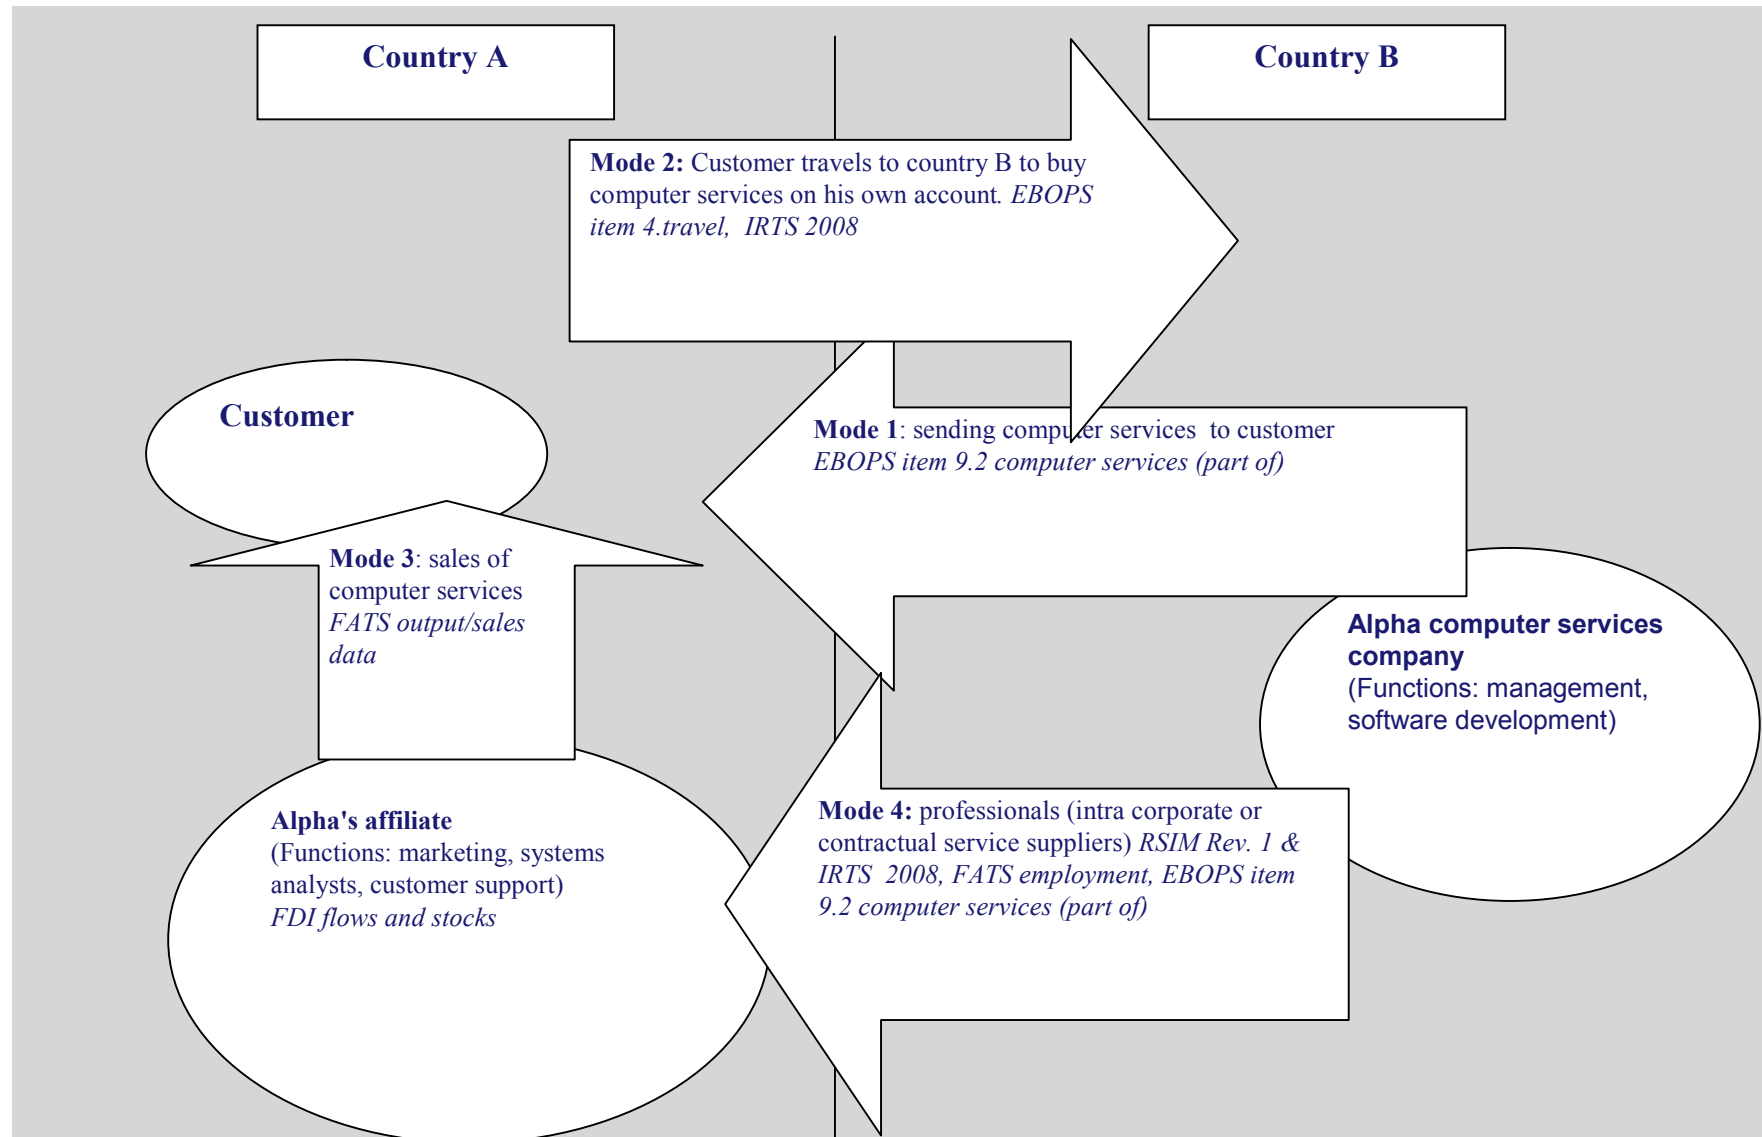 Country A
Country B
Mode 2: Customer travels to country B to buy
computer services on his own account. EBOPS
item 4.travel, IRTS 2008
Customer
Mode 1: sending computer services to customer
EBOPS item 9.2 computer services (part of)
Mode 3: sales of
computer services
FATS output/sales
data
Alpha computer services
company
(Functions: management,
software development)
Alpha's affiliate
(Functions: marketing, systems
analysts, customer support)
FDI flows and stocks
Mode 4: professionals (intra corporate or
contractual service suppliers) RSIM Rev. 1 &
IRTS 2008, FATS employment, EBOPS item
9.2 computer services (part of)